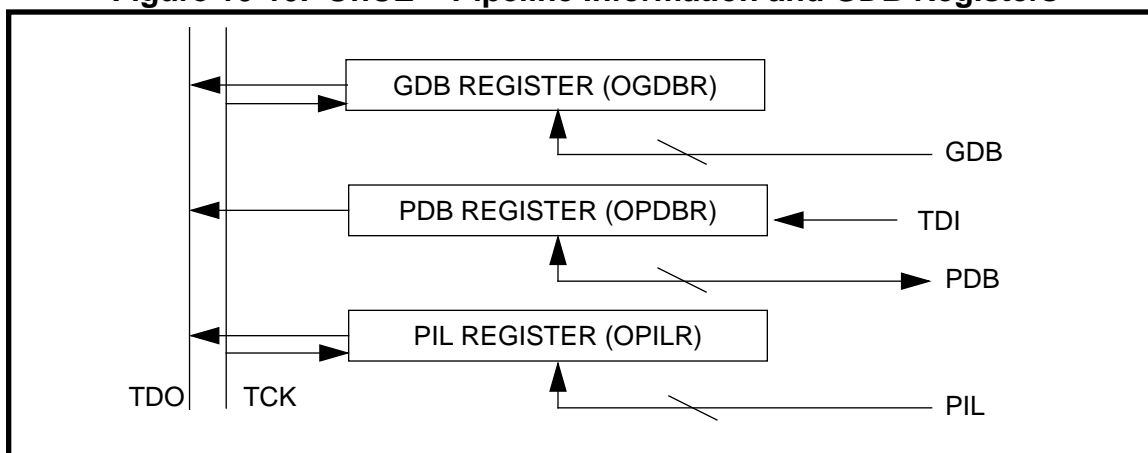 GDB REGISTER (OGDBR)
GDB
PDB REGISTER (OPDBR)
TDI
PDB
PIL REGISTER (OPILR)
TDO TCK
PIL